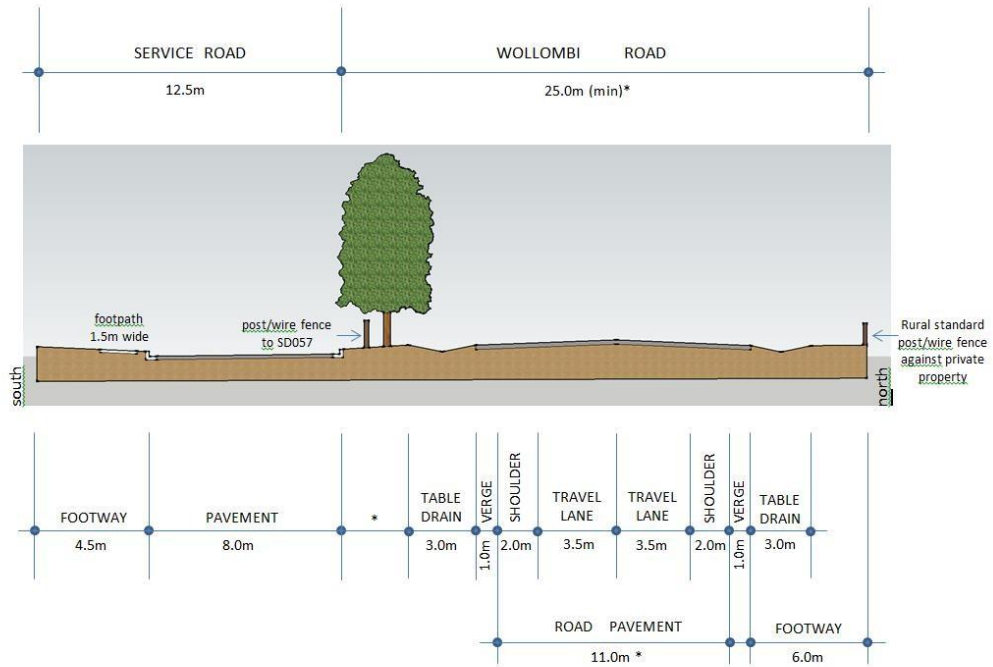 SERVICE ROAD
WOLLOMBI ROAD
12.5m
25.0m (min)*
footpath
1.5m wide
post/wire fence
to SD057
Rural standard
post/wire fence
against private
property
south
north
FOOTWAY
PAVEMENT
*
TABLE
DRAIN
VERGE
SHOULDER
TRAVEL
LANE
TRAVEL
LANE
SHOULDER
VERGE
TABLE
DRAIN
4.5m
8.0m
3.0m
1.0m
2.0m
3.5m
3.5m
2.0m
1.0m
3.0m
ROAD PAVEMENT
FOOTWAY
11.0m *
6.0m